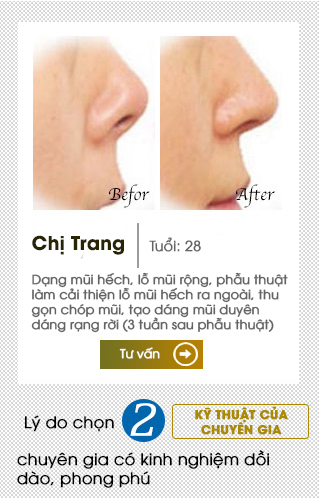 Befor
After
Chị Trang
Tuổi: 28
Dạng mũi hếch, lỗ mũi rộng, phẫu thuật
làm cải thiện lỗ mũi hếch ra ngoài, thu
gọn chóp mũi, tạo dáng mũi duyên
dáng rạng rời (3 tuần sau phẫu thuật)
Tư vấn
Lý do chọn 2 KỸ THUẬT CỦA
CHUYÊN GIA
chuyên gia có kinh nghiệm dồi
dào, phong phú